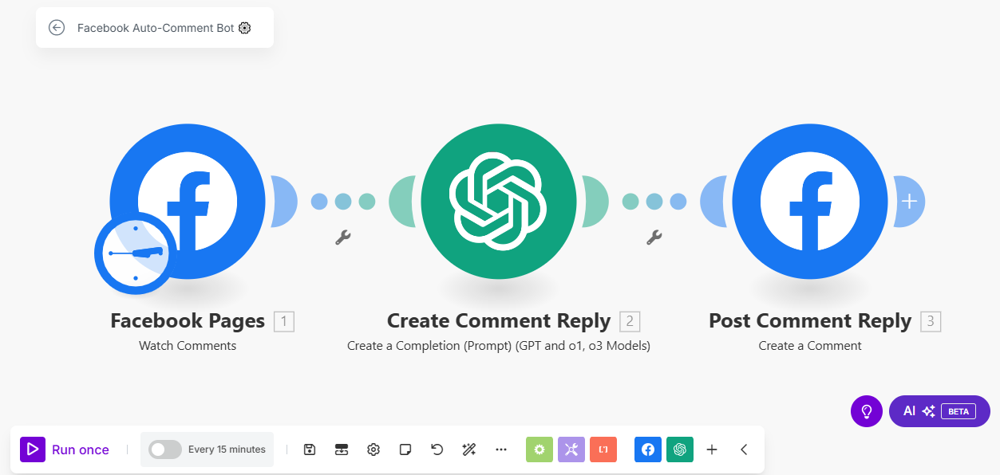 Facebook Auto-Comment Bot
Facebook Pages 1
Watch Comments
Create Comment Reply 2
Create a Completion (Prompt) (GPT and o1, o3 Models)
Post Comment Reply 3
Create a Comment
AI BETA
Run once
Every 15 minutes